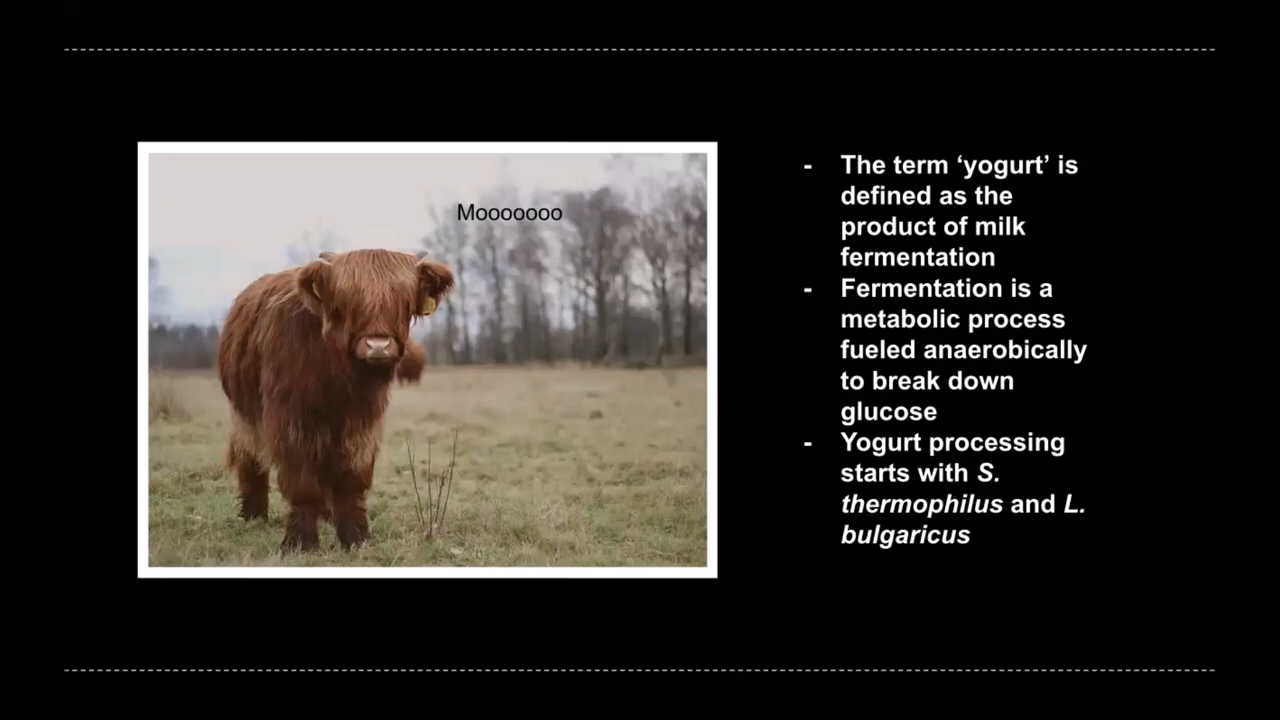 Mooooooo
- The term ‘yogurt’ is
defined as the
product of milk
fermentation
- Fermentation is a
metabolic process
fueled anaerobically
to break down
glucose
- Yogurt processing
starts with S.
thermophilus and L.
bulgaricus